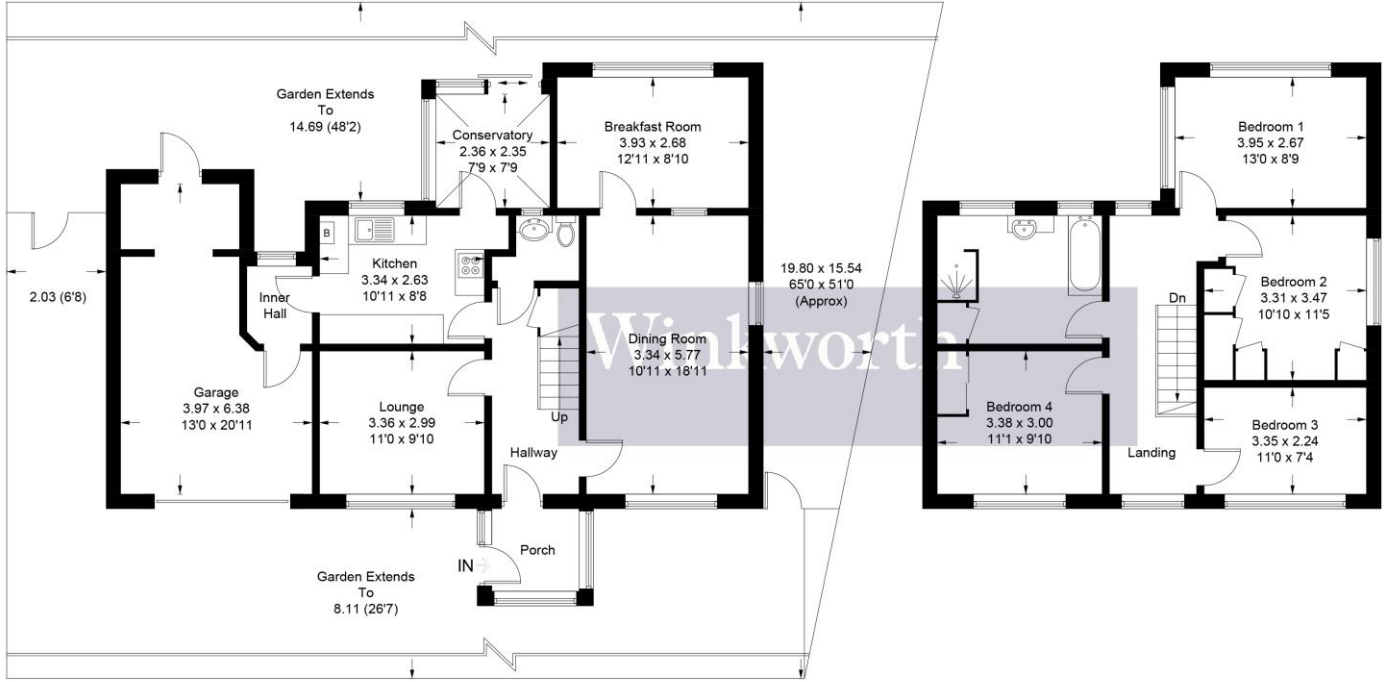 Garden Extends
To
14.69 (48'2)
Conservatory
2.36 x 2.35
7'9 x 7'9
Breakfast Room
3.93 x 2.68
12'11 x 8'10
Bedroom 1
3.95 x 2.67
13'0 x 8'9
B
Kitchen
3.34 x 2.63
10'11 x 8'8
2.03 (6'8)
Inner
Hall
19.80 x 15.54
65'0 x 51'0
(Approx)
Dn
Bedroom 2
3.31 x 3.47
10'10 x 11'5
Winkworth
Dining Room
3.34 x 5.77
10'11 x 18'11
Garage
3.97 x 6.38
13'0 x 20'11
Lounge
3.36 x 2.99
11'0 x 9'10
Up
Hallway
Bedroom 4
3.38 x 3.00
11'1 x 9'10
Landing
Bedroom 3
3.35 x 2.24
11'0 x 7'4
IN
Porch
Garden Extends
To
8.11 (26'7)